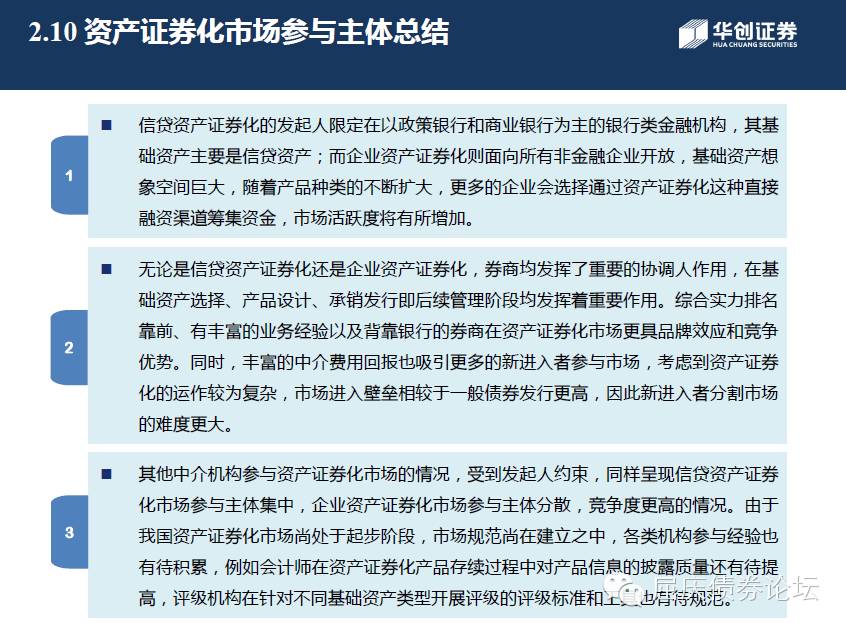 2.10 资产证券化市场参与主体总结
华创证券
HUA CHUANG SECURITIES
1
信贷资产证券化的发起人限定在以政策银行和商业银行为主的银行类金融机构，其基
础资产主要是信贷资产；而企业资产证券化则面向所有非金融企业开放，基础资产想
象空间巨大，随着产品种类的不断扩大，更多的企业会选择通过资产证券化这种直接
融资渠道筹集资金，市场活跃度将有所增加。
2
无论是信贷资产证券化还是企业资产证券化，券商均发挥了重要的协调人作用，在基
础资产选择、产品设计、承销发行即后续管理阶段均发挥着重要作用。综合实力排名
靠前、有丰富的业务经验以及背靠银行的券商在资产证券化市场更具品牌效应和竞争
优势。同时，丰富的中介费用回报也吸引更多的新进入者参与市场，考虑到资产证券
化的运作较为复杂，市场进入壁垒相较于一般债券发行更高，因此新进入者分割市场
的难度更大。
3
其他中介机构参与资产证券化市场的情况，受到发起人约束，同样呈现信贷资产证券
化市场参与主体集中，企业资产证券化市场参与主体分散，竞争度更高的情况。由于
我国资产证券化市场尚处于起步阶段，市场规范尚在建立之中，各类机构参与经验也
有待积累，例如会计师在资产证券化产品存续过程中对产品信息的披露质量还有待提
高，评级机构在针对不同基础资产类型开展评级的评级标准和也有待规范。
债券论坛